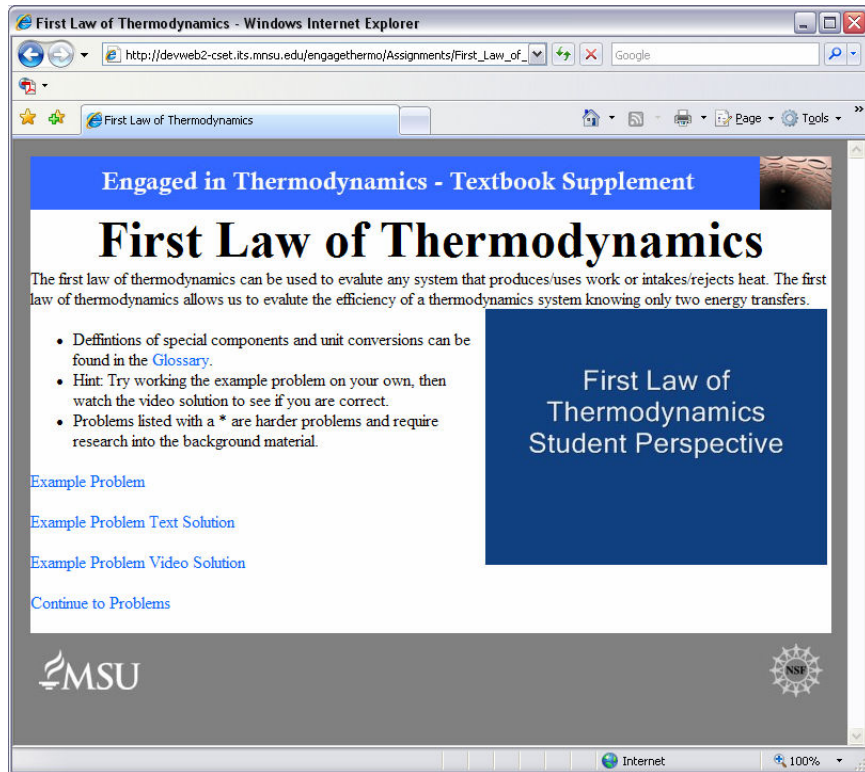 First Law of Thermodynamics - Windows Internet Explorer
http://devweb2-cset.its.mnsu.edu/engagethermo/Assignments/First_Law_of_
Google
First Law of Thermodynamics
Page
Tools
»
Engaged in Thermodynamics - Textbook Supplement
First Law of Thermodynamics
The first law of thermodynamics can be used to evalute any system that produces/uses work or intakes/rejects heat. The first
law of thermodynamics allows us to evalute the efficiency of a thermodynamics system knowing only two energy transfers.
• Deffintions of special components and unit conversions can be
found in the Glossary.
• Hint: Try working the example problem on your own, then
watch the video solution to see if you are correct.
• Problems listed with a * are harder problems and require
research into the background material.
First Law of
Thermodynamics
Student Perspective
Example Problem
Example Problem Text Solution
Example Problem Video Solution
Continue to Problems
MSU
NSF
Internet
100%